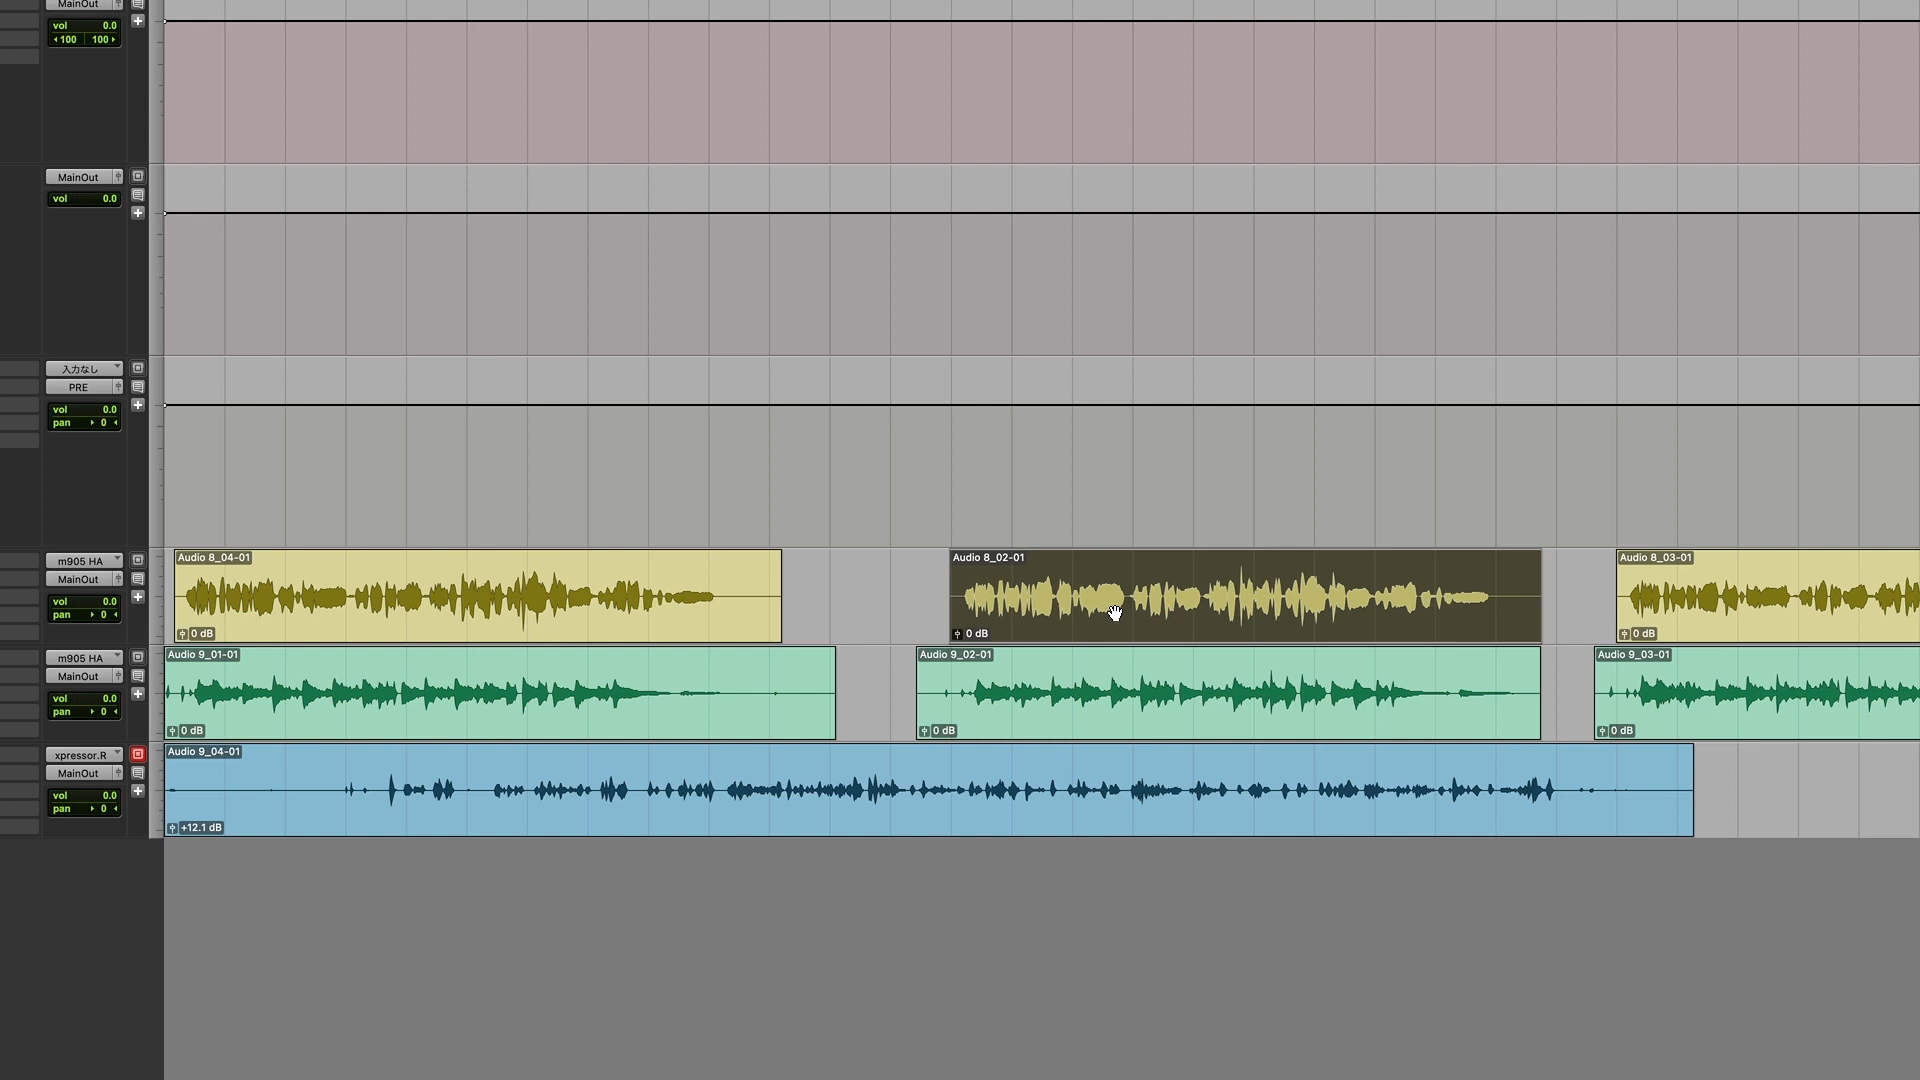 MainOut
vol 0.0
100 100
MainOut
vol 0.0
入力なし
PRE
vol 0.0
pan 0
m905 HA
MainOut
vol 0.0
pan 0
Audio 8_04-01
0 dB
Audio 8_02-01
0 dB
Audio 8_03-01
0 dB
m905 HA
MainOut
vol 0.0
pan 0
Audio 9_01-01
0 dB
Audio 9_02-01
0 dB
Audio 9_03-01
0 dB
xpressor.R
MainOut
vol 0.0
pan 0
Audio 9_04-01
+12.1 dB